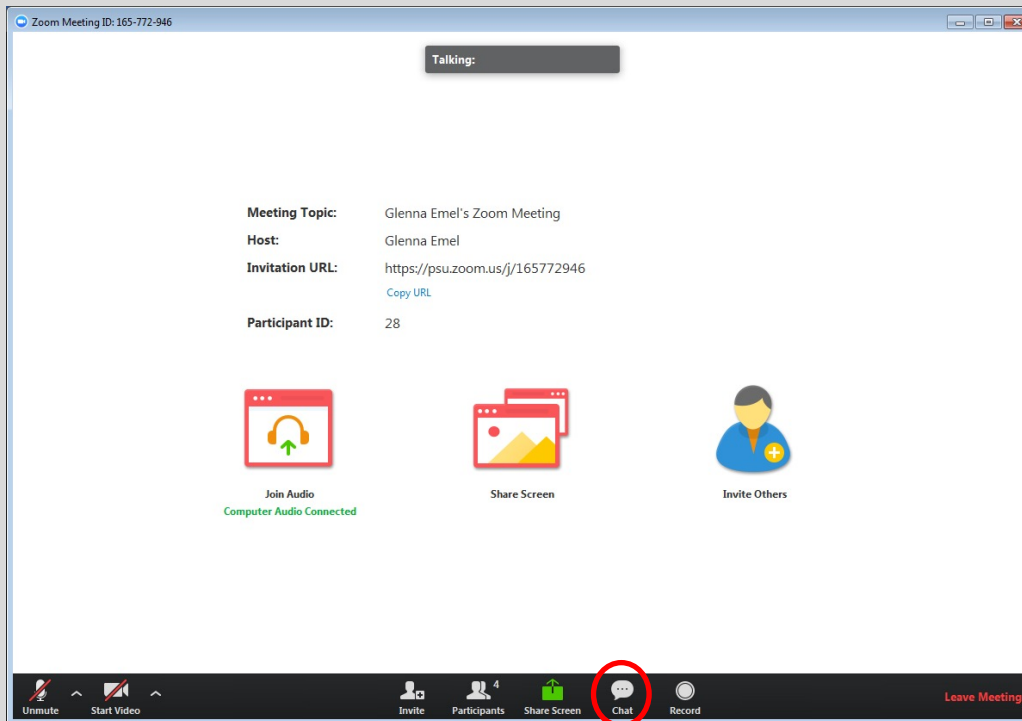 Zoom Meeting ID: 165-772-946
Talking:
Meeting Topic: Glenna Emel's Zoom Meeting
Host: Glenna Emel
Invitation URL: https://psu.zoom.us/j/165772946
Copy URL
Participant ID: 28
Join Audio Share Screen Invite Others
Computer Audio Connected
4
Unmute Start Video Invite Participants Share Screen Chat Record Leave Meeting